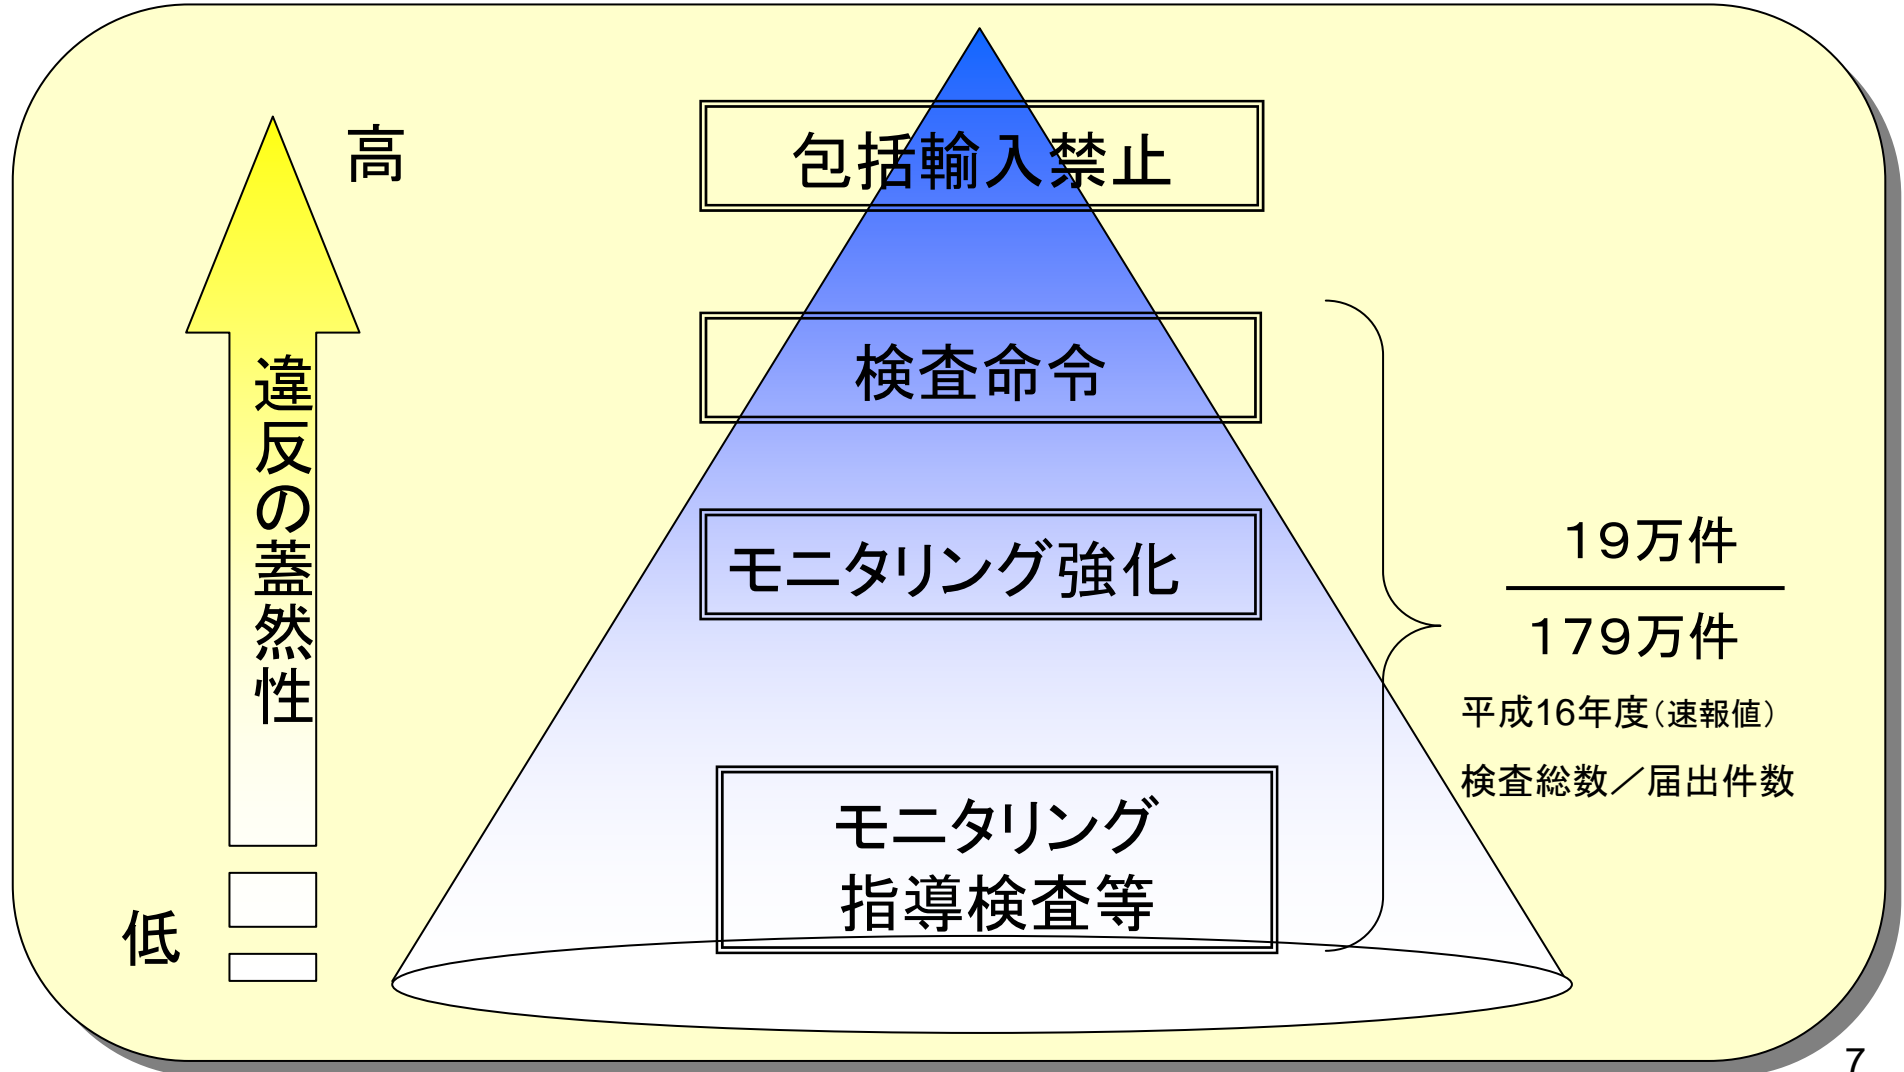 高
包括輸入禁止
検査命令
違反の蓋然性
モニタリング強化
19万件
179万件
平成16年度（速報値）
検査総数／届出件数
モニタリング
指導検査等
低
7